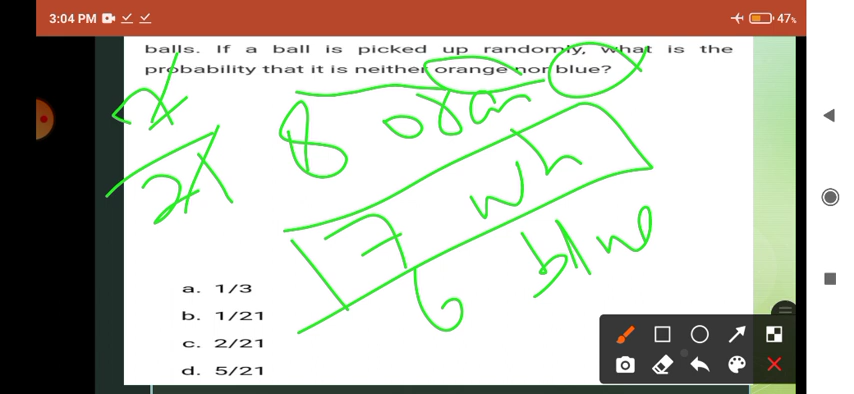 3:04 PM
47%
balls. If a ball is picked up randomly, what is the
probability that it is neither orange nor blue?
7
21
8 oran
7 wh
6 blue
a. 1/3
b. 1/21
c. 2/21
d. 5/21